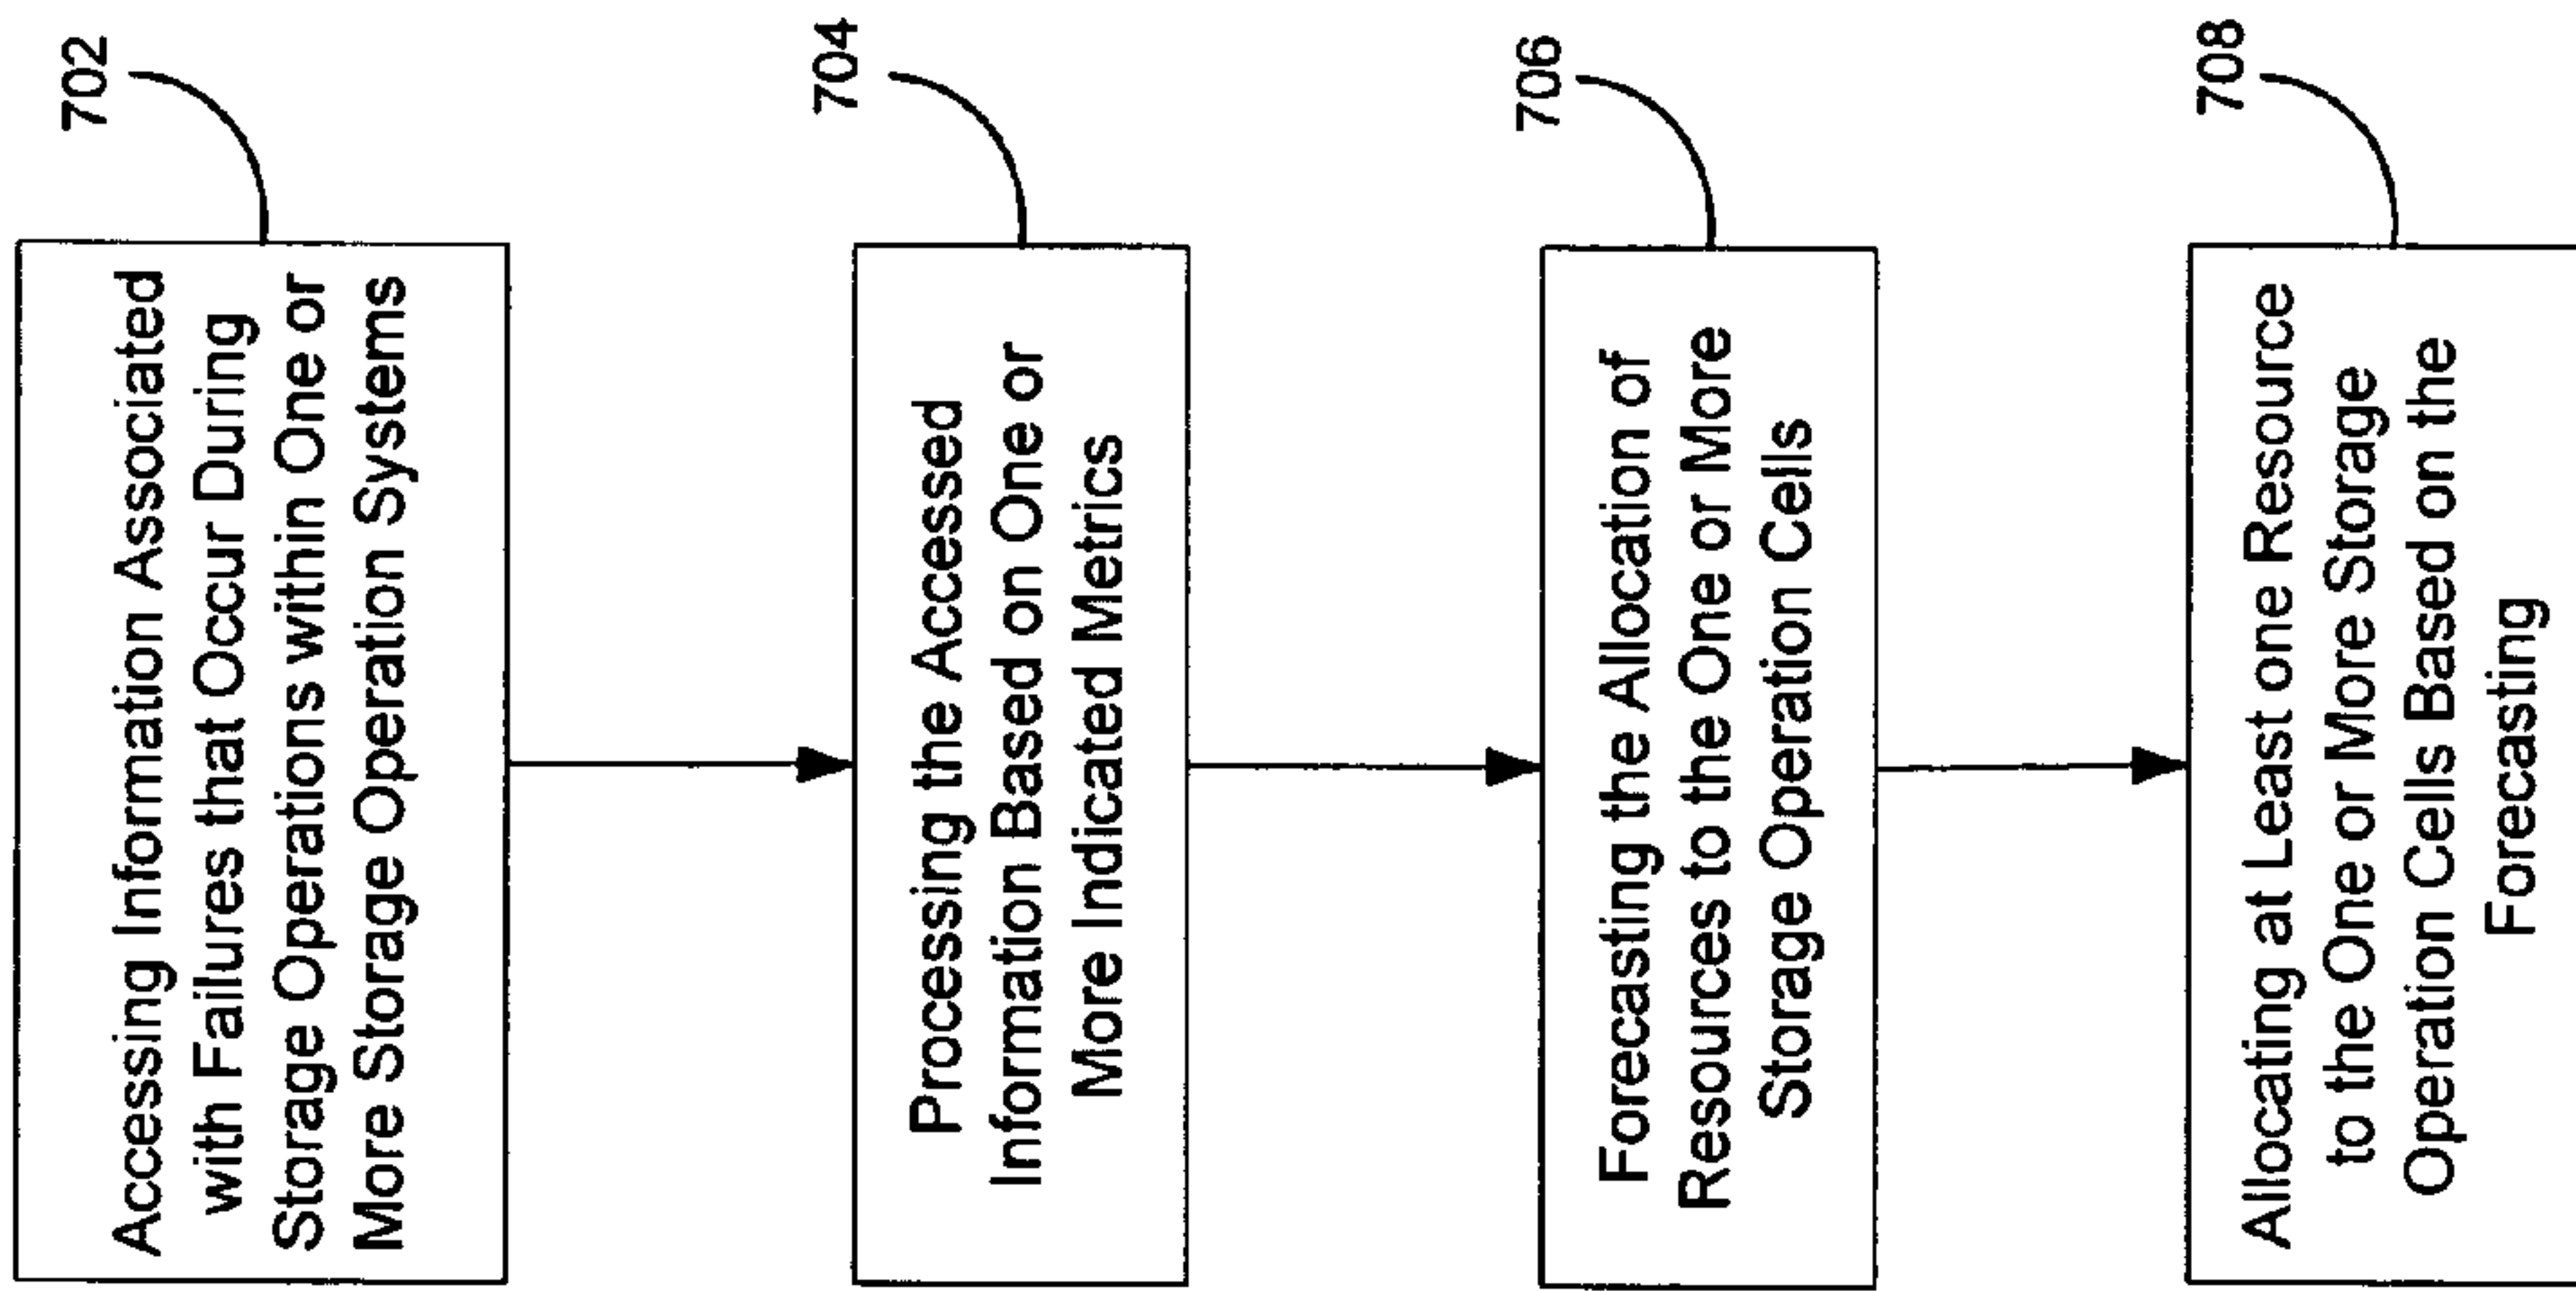 702
Accessing Information Associated
with Failures that Occur During
Storage Operations within One or
More Storage Operation Systems
704
Processing the Accessed
Information Based on One or
More Indicated Metrics
706
Forecasting the Allocation of
Resources to the One or More
Storage Operation Cells
708
Allocating at Least one Resource
to the One or More Storage
Operation Cells Based on the
Forecasting